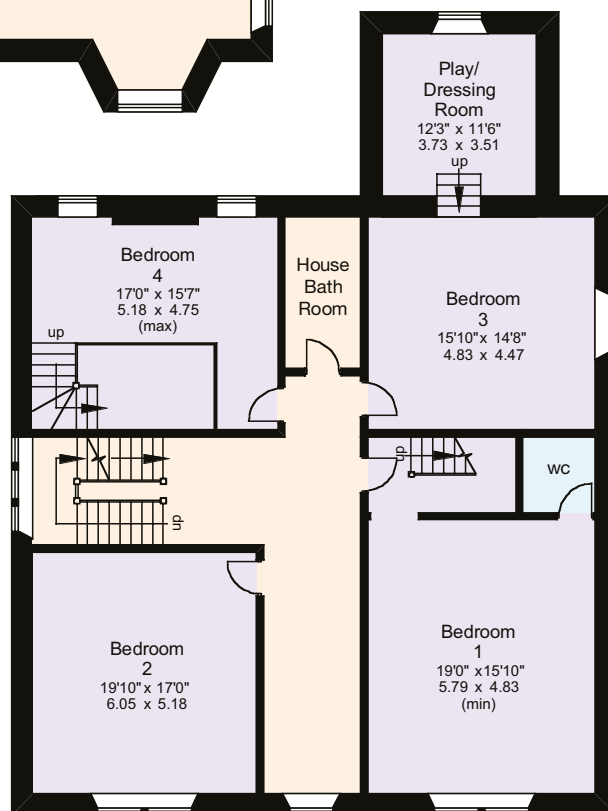 Play/
Dressing
Room
12'3" x 11'6"
3.73 x 3.51
up
Bedroom
4
17'0" x 15'7"
5.18 x 4.75
(max)
up
House
Bath
Room
Bedroom
3
15'10"x 14'8"
4.83 x 4.47
up
wc
up
Bedroom
2
19'10"x 17'0"
6.05 x 5.18
Bedroom
1
19'0" x15'10"
5.79 x 4.83
(min)